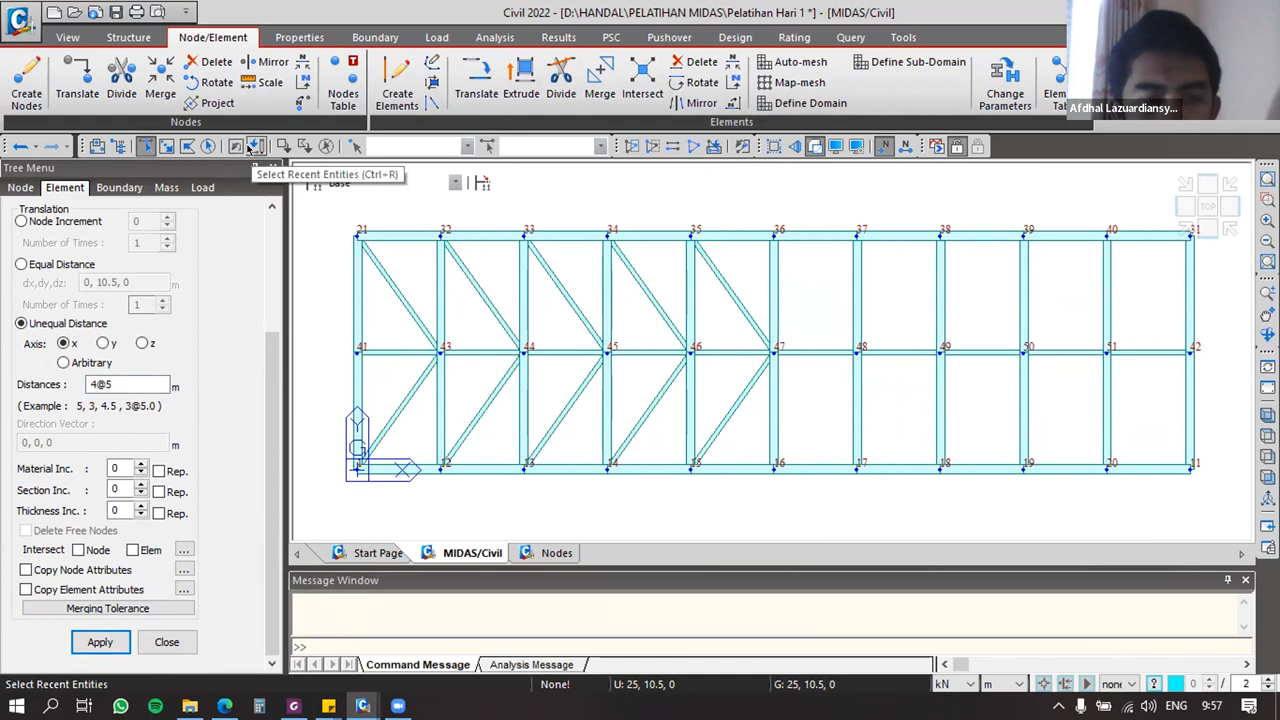 Civil 2022 - [D:\HANDAL\PELATIHAN MIDAS\Pelatihan Hari 1 *] - [MIDAS/Civil]
View Structure Node/Element Properties Boundary Load Analysis Results PSC Pushover Design Rating Query Tools
Create Nodes Translate Divide Merge Delete Rotate Project Mirror Scale Nodes Table
Create Elements Translate Extrude Divide Merge Intersect Delete Rotate Mirror Auto-mesh Map-mesh Define Domain Define Sub-Domain Change Parameters
Nodes Elements
Afdhal Lazuardiansy...
Tree Menu
Select Recent Entities (Ctrl+R)
Base
Node Element Boundary Mass Load
Translation
Node Increment 0
Number of Times : 1
Equal Distance
dx,dy,dz: 0, 10.5, 0 m
Number of Times : 1
Unequal Distance
Axis: x y z
Arbitrary
Distances : 4@5 m
(Example : 5, 3, 4.5 , 3@5.0 )
Direction Vector :
0, 0, 0 m
Material Inc. : 0 Rep.
Section Inc. : 0 Rep.
Thickness Inc. : 0 Rep.
Delete Free Nodes
Intersect Node Elem ...
Copy Node Attributes ...
Copy Element Attributes ...
Merging Tolerance
Apply Close
TOP
21 32 33 34 35 36 37 38 39 40 31
41 43 44 45 46 47 48 49 50 51 42
12 13 14 15 16 17 18 19 20 11
Y
G
X
Start Page MIDAS/Civil Nodes
Message Window
>>
Command Message Analysis Message
Select Recent Entities None! U: 25, 10.5, 0 G: 25, 10.5, 0 kN m none 0 / 2
ENG 9:57